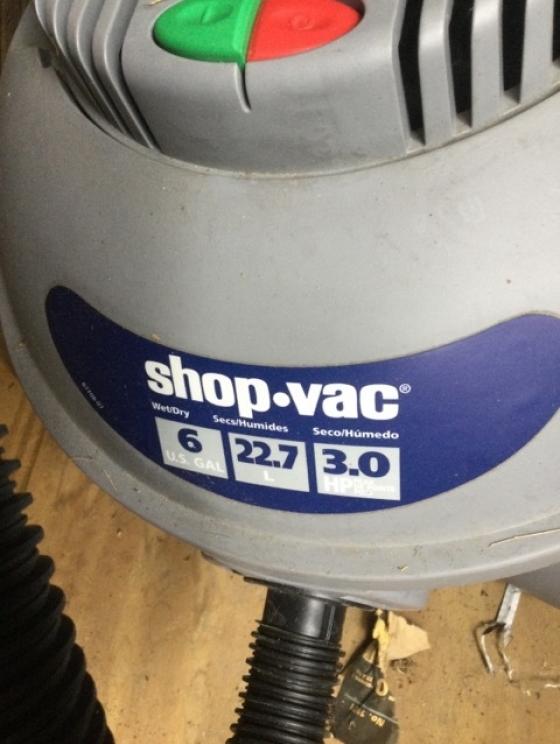 shop·vac®
Wet/Dry Secs/Humides Seco/Húmedo
6 22.7 3.0
U.S. GAL L HP